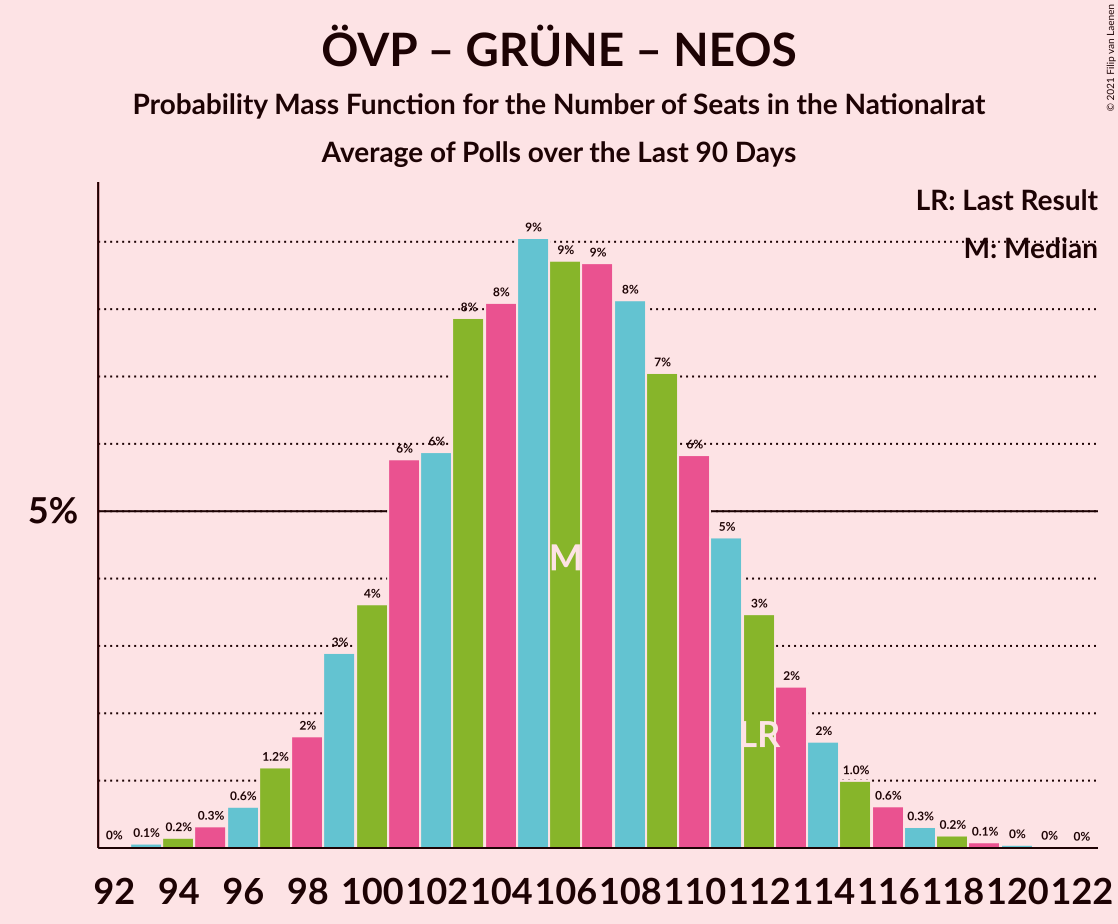 ÖVP – GRÜNE – NEOS
Probability Mass Function for the Number of Seats in the Nationalrat
Average of Polls over the Last 90 Days
© 2021 Filip van Laenen
LR: Last Result
M: Median
5%
0% 0.1% 0.2% 0.3% 0.6% 1.2% 2% 3% 4% 6% 6% 8% 8% 9% 9% 9% 8% 7% 6% 5% 3% 2% 2% 1.0% 0.6% 0.3% 0.2% 0.1% 0% 0% 0%
M
LR
92 94 96 98 100 102 104 106 108 110 112 114 116 118 120 122